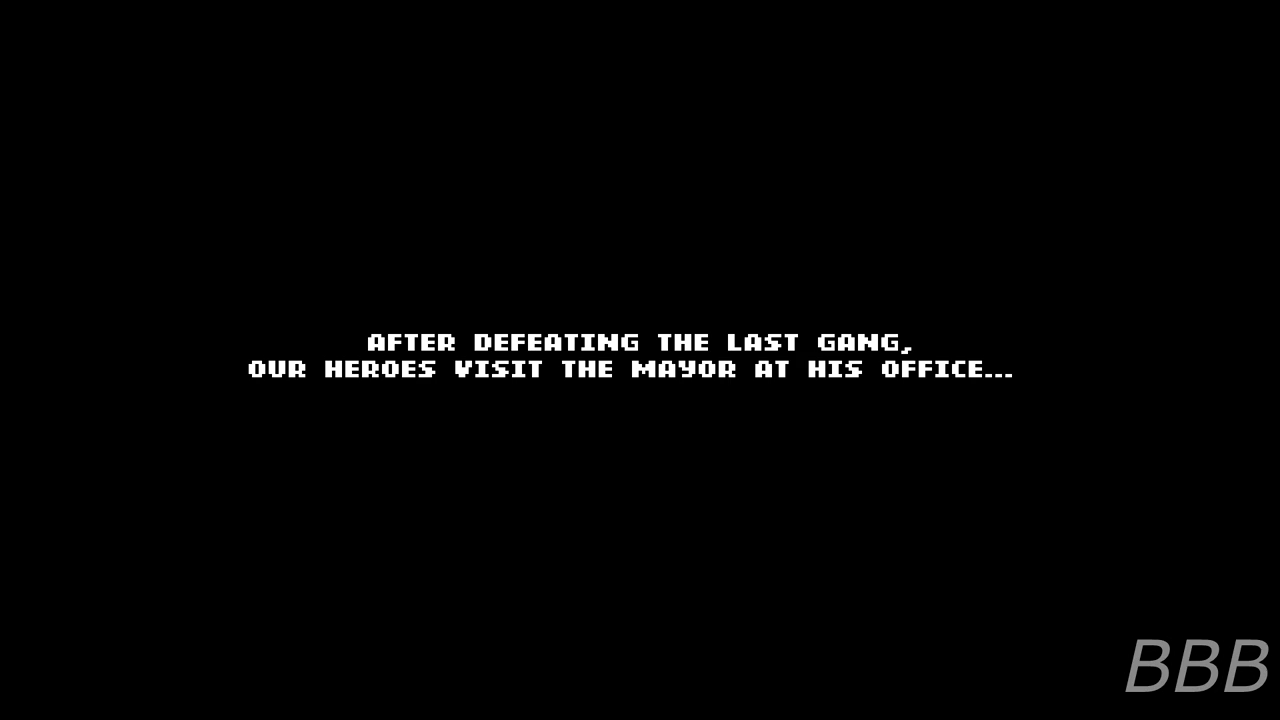 AFTER DEFEATING THE LAST GANG,
OUR HEROES VISIT THE MAYOR AT HIS OFFICE...
BBB